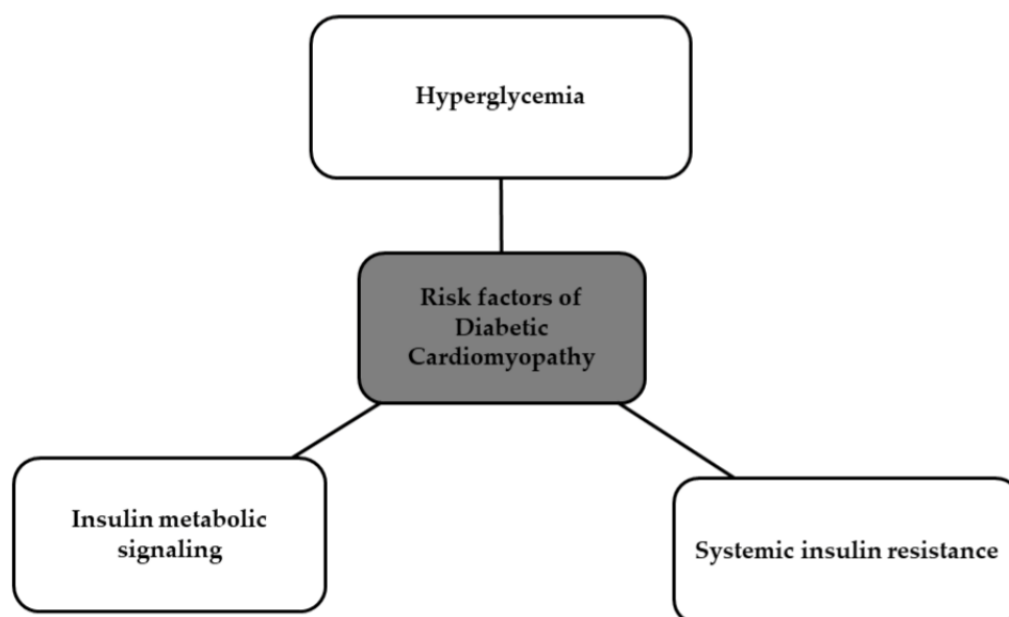 Hyperglycemia
Risk factors of
Diabetic
Cardiomyopathy
Insulin metabolic
signaling
Systemic insulin resistance